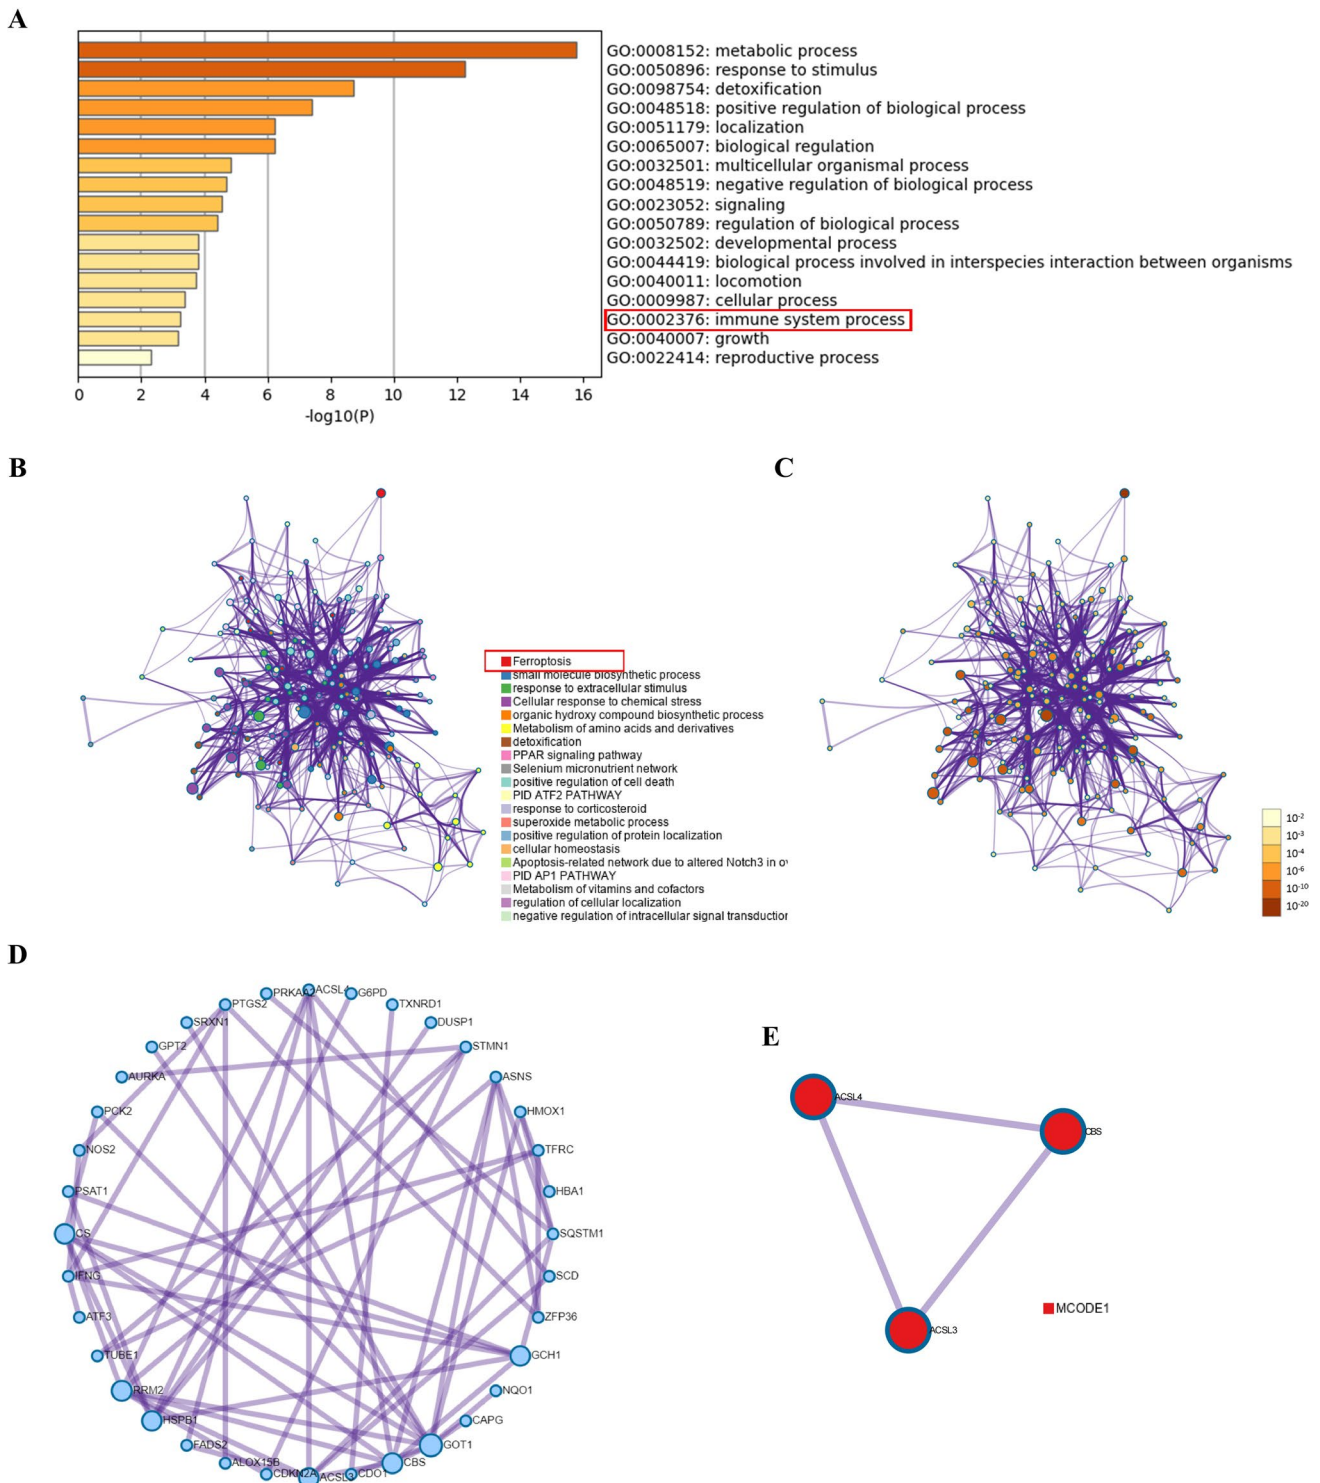 A
GO:0008152: metabolic process
GO:0050896: response to stimulus
GO:0098754: detoxification
GO:0048518: positive regulation of biological process
GO:0051179: localization
GO:0065007: biological regulation
GO:0032501: multicellular organismal process
GO:0048519: negative regulation of biological process
GO:0023052: signaling
GO:0050789: regulation of biological process
GO:0032502: developmental process
GO:0044419: biological process involved in interspecies interaction between organisms
GO:0040011: locomotion
GO:0009987: cellular process
GO:0002376: immune system process
GO:0040007: growth
GO:0022414: reproductive process
0 2 4 6 8 10 12 14 16
-log10(P)
B
Ferroptosis
small molecule biosynthetic process
response to extracellular stimulus
Cellular response to chemical stress
organic hydroxy compound biosynthetic process
Metabolism of amino acids and derivatives
detoxification
PPAR signaling pathway
Selenium micronutrient network
positive regulation of cell death
PID ATF2 PATHWAY
response to corticosteroid
superoxide metabolic process
positive regulation of protein localization
cellular homeostasis
Apoptosis-related network due to altered Notch3 in ov
PID AP1 PATHWAY
Metabolism of vitamins and cofactors
regulation of cellular localization
negative regulation of intracellular signal transduction
C
10-2
10-3
10-4
10-6
10-10
10-20
D
ACSL4
PRKAA2
G6PD
PTGS2
TXNRD1
SRXN1
DUSP1
GPT2
STMN1
AURKA
ASNS
PCK2
HMOX1
NOS2
TFRC
PSAT1
HBA1
CS
SQSTM1
IFNG
SCD
ATF3
ZFP36
TUBE1
GCH1
RRM2
NQO1
HSPB1
CAPG
FADS2
GOT1
ALOX15B
CBS
CDKN2A
ACSL3
CDO1
E
ACSL4
CBS
ACSL3
MCODE1